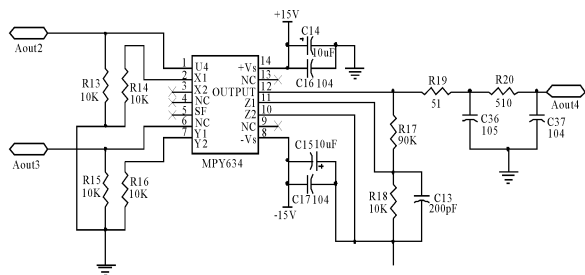 +15V
Aout2
C14
10uF
U4
1
X1
2
X2
3
NC
4
SF
5
NC
6
Y1
7
Y2
+Vs
14
NC
13
OUTPUT
12
Z1
11
Z2
10
NC
9
-Vs
8
MPY634
C16 104
R13
10K
R14
10K
R19
51
R20
510
Aout4
C36
105
C37
104
R17
90K
Aout3
C15 10uF
R15
10K
R16
10K
C17 104
-15V
R18
10K
C13
200pF